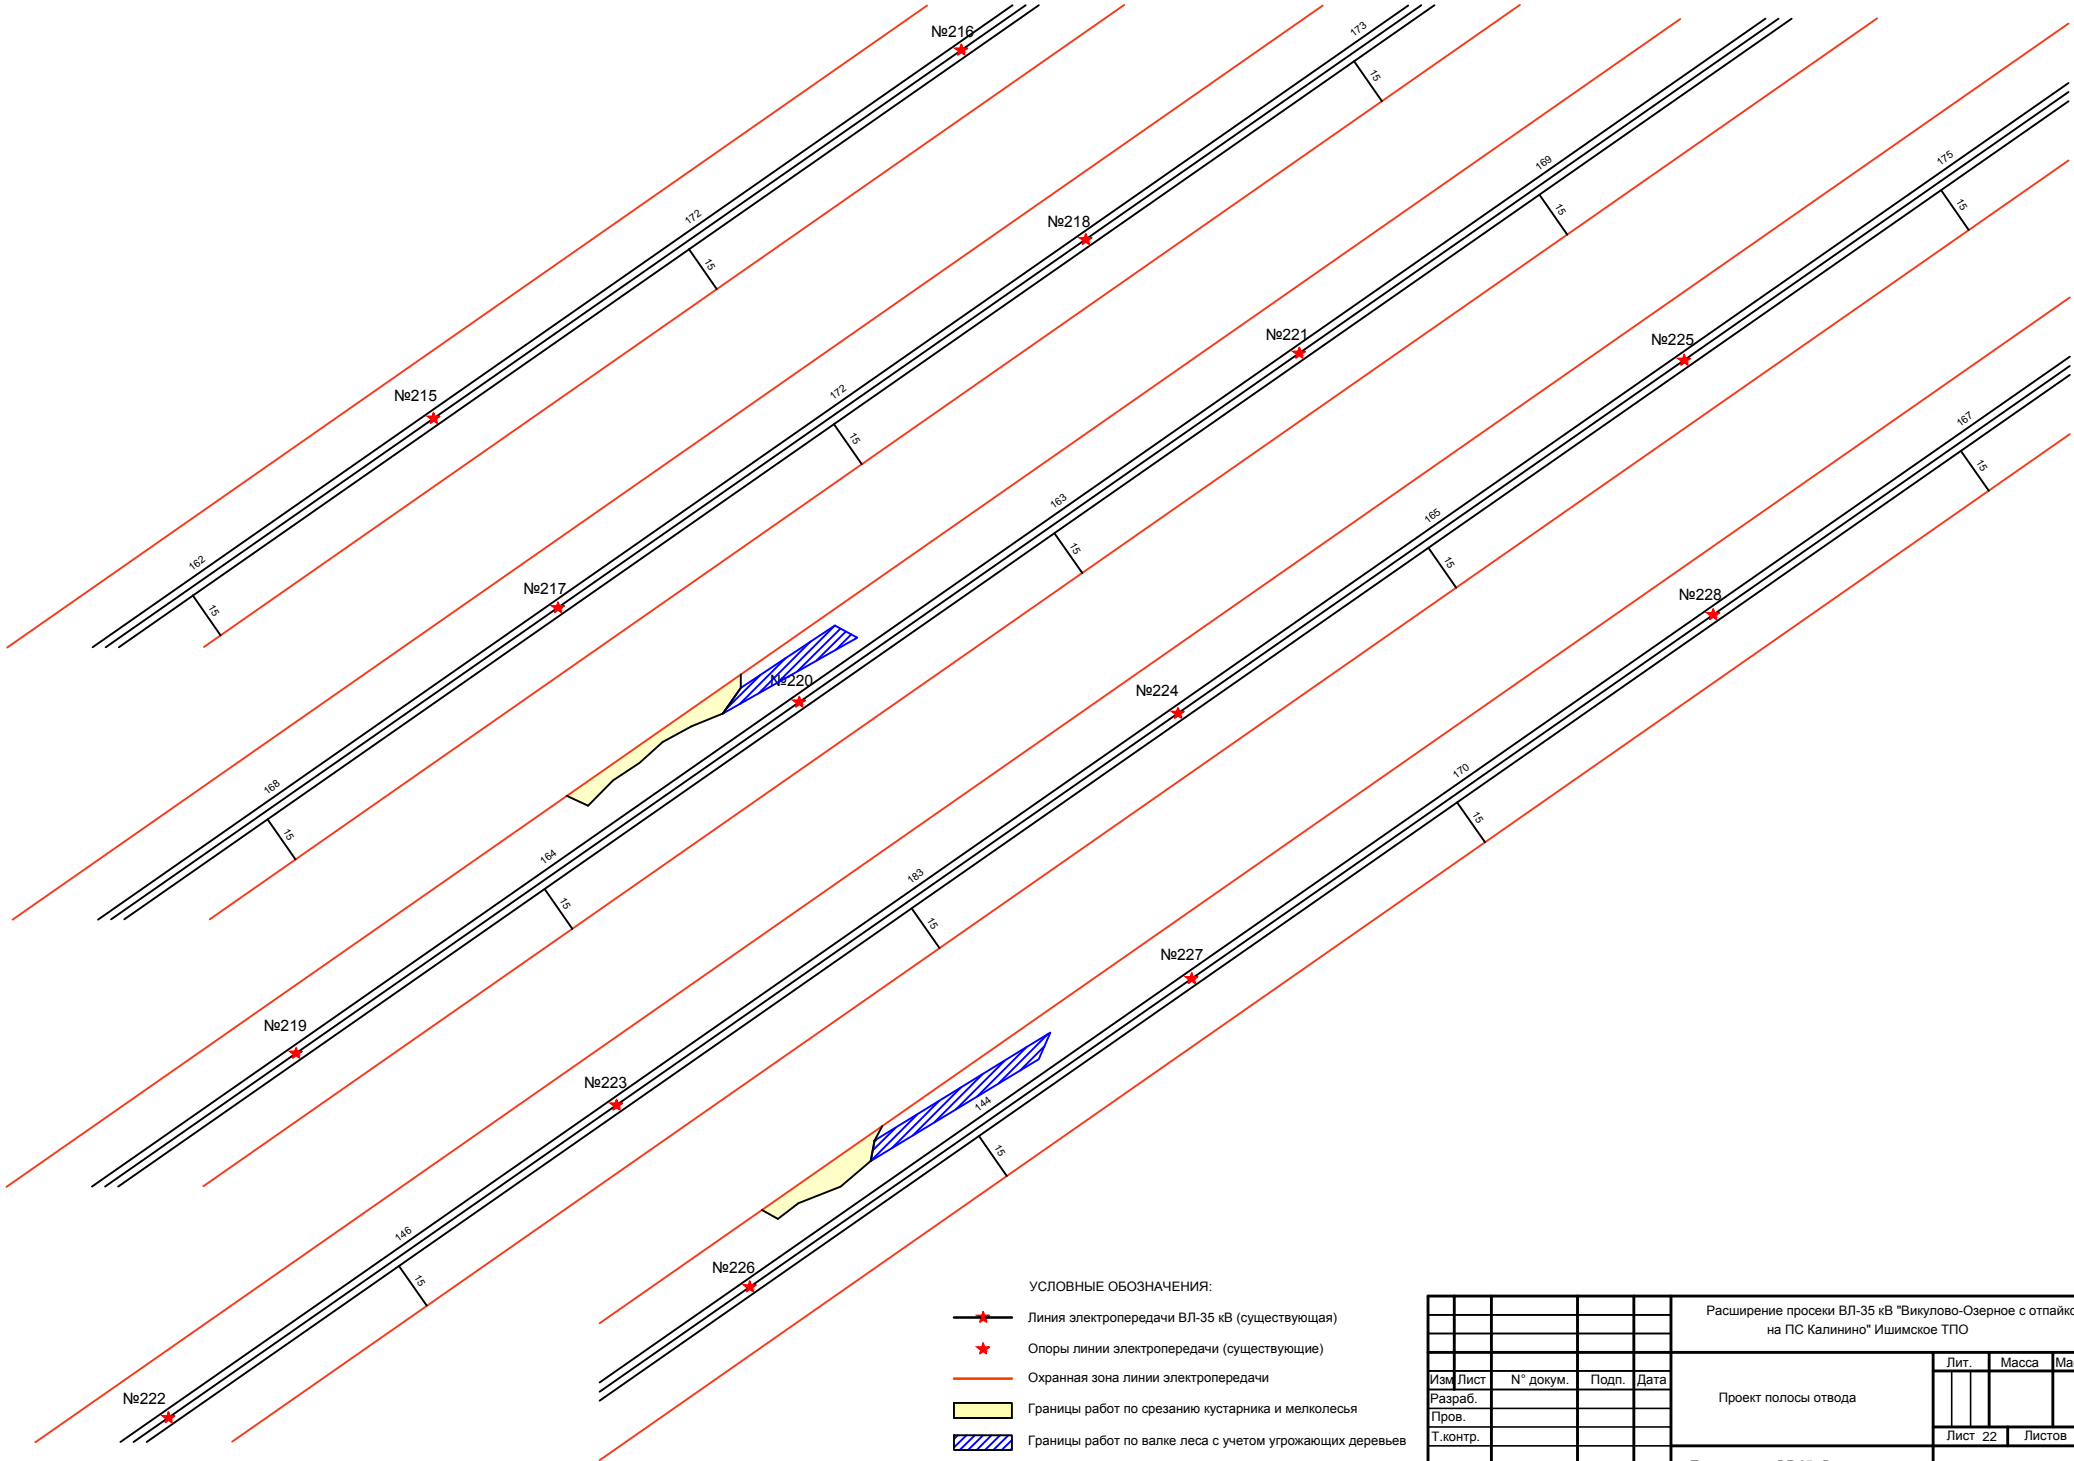 №216
173
15
172
15
№218
169
15
175
15
№215
172
15
№221
№225
162
15
163
15
165
15
167
15
№217
№220
№224
№228
168
15
164
15
183
15
170
15
№219
№223
№227
144
15
146
15
№226
№222
УСЛОВНЫЕ ОБОЗНАЧЕНИЯ:
Линия электропередачи ВЛ-35 кВ (существующая)
Опоры линии электропередачи (существующие)
Охранная зона линии электропередачи
Границы работ по срезанию кустарника и мелколесья
Границы работ по валке леса с учетом угрожающих деревьев
Расширение просеки ВЛ-35 кВ "Викулово-Озерное с отпайко
на ПС Калинино" Ишимское ТПО
Лит. Масса Ма
Изм Лист N° докум. Подп. Дата
Проект полосы отвода
Разраб.
Пров.
Т.контр.
Лист 22 Листов